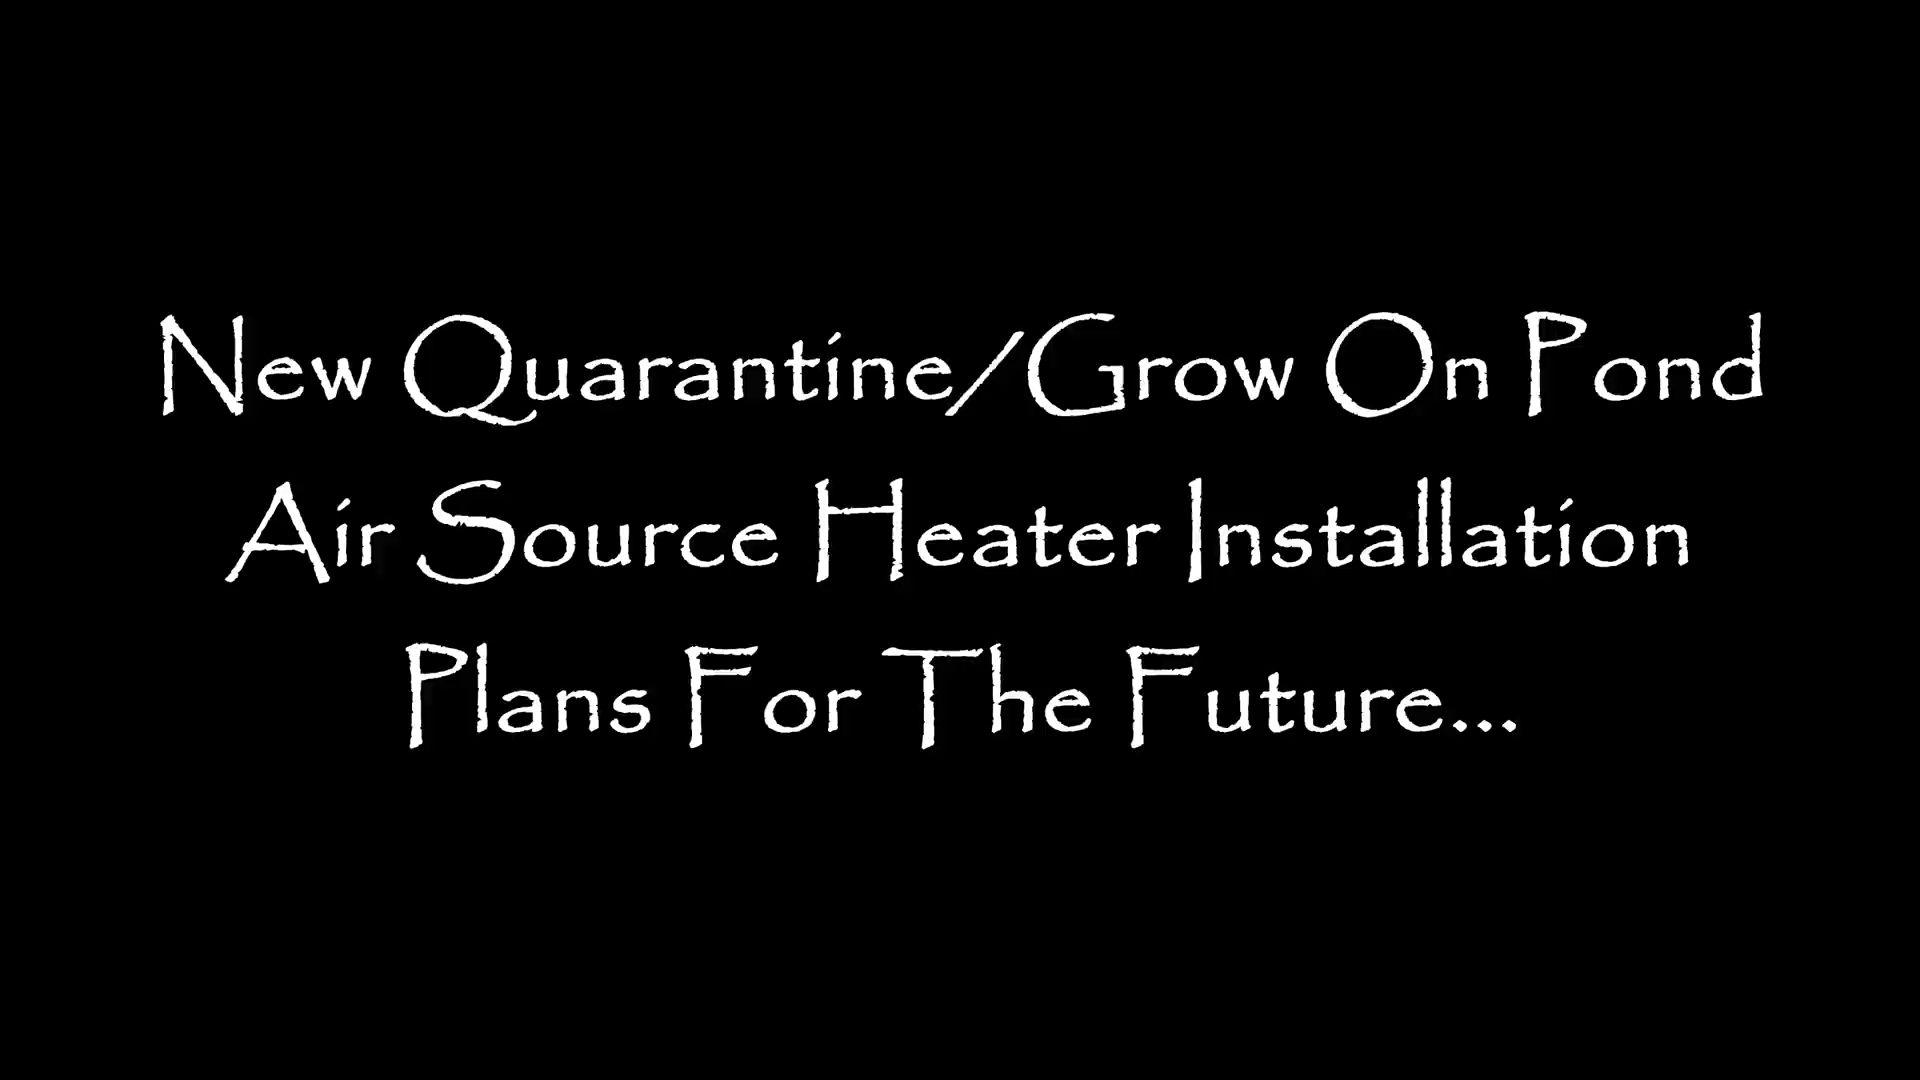 New Quarantine/Grow On Pond
Air Source Heater Installation
Plans For The Future...